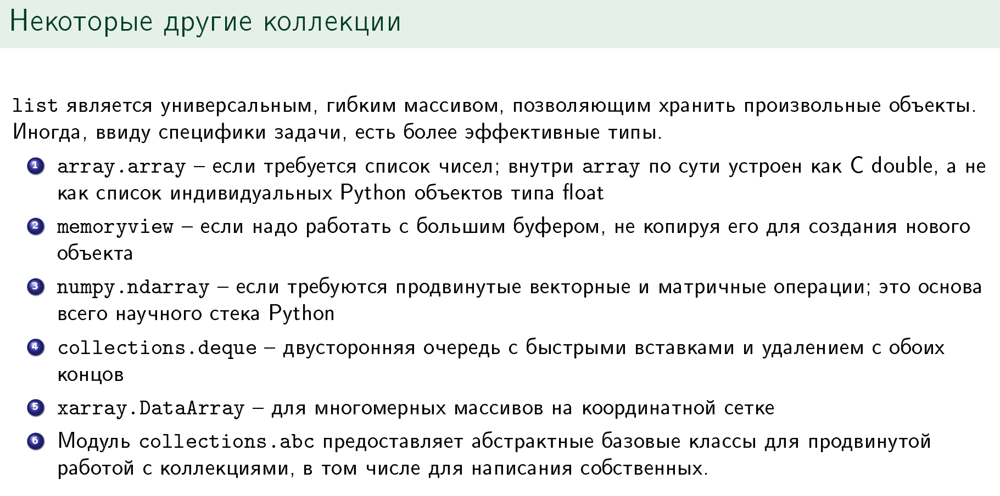 Некоторые другие коллекции
list является универсальным, гибким массивом, позволяющим хранить произвольные объекты.
Иногда, ввиду специфики задачи, есть более эффективные типы.
1 array.array – если требуется список чисел; внутри array по сути устроен как C double, а не
как список индивидуальных Python объектов типа float
2 memoryview – если надо работать с большим буфером, не копируя его для создания нового
объекта
3 numpy.ndarray – если требуются продвинутые векторные и матричные операции; это основа
всего научного стека Python
4 collections.deque – двусторонняя очередь с быстрыми вставками и удалением с обоих
концов
5 xarray.DataArray – для многомерных массивов на координатной сетке
6 Модуль collections.abc предоставляет абстрактные базовые классы для продвинутой
работой с коллекциями, в том числе для написания собственных.